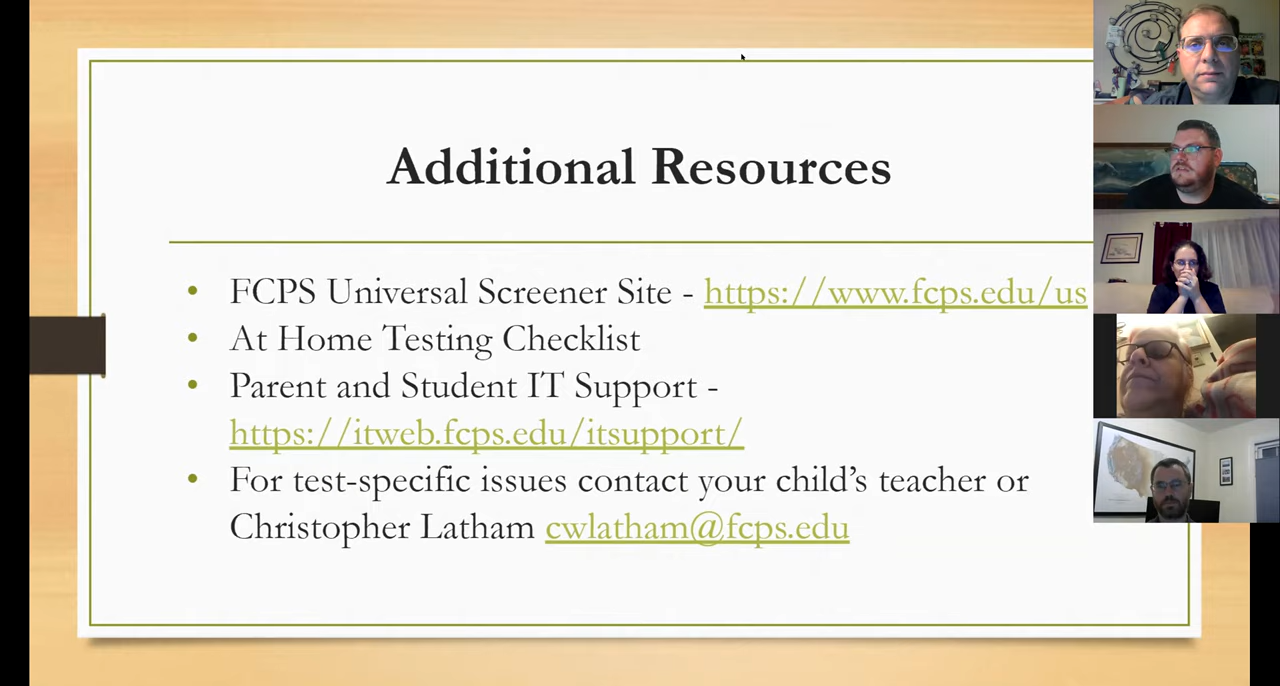 Additional Resources
• FCPS Universal Screener Site - https://www.fcps.edu/us
• At Home Testing Checklist
• Parent and Student IT Support -
https://itweb.fcps.edu/itsupport/
• For test-specific issues contact your child’s teacher or
Christopher Latham cwlatham@fcps.edu